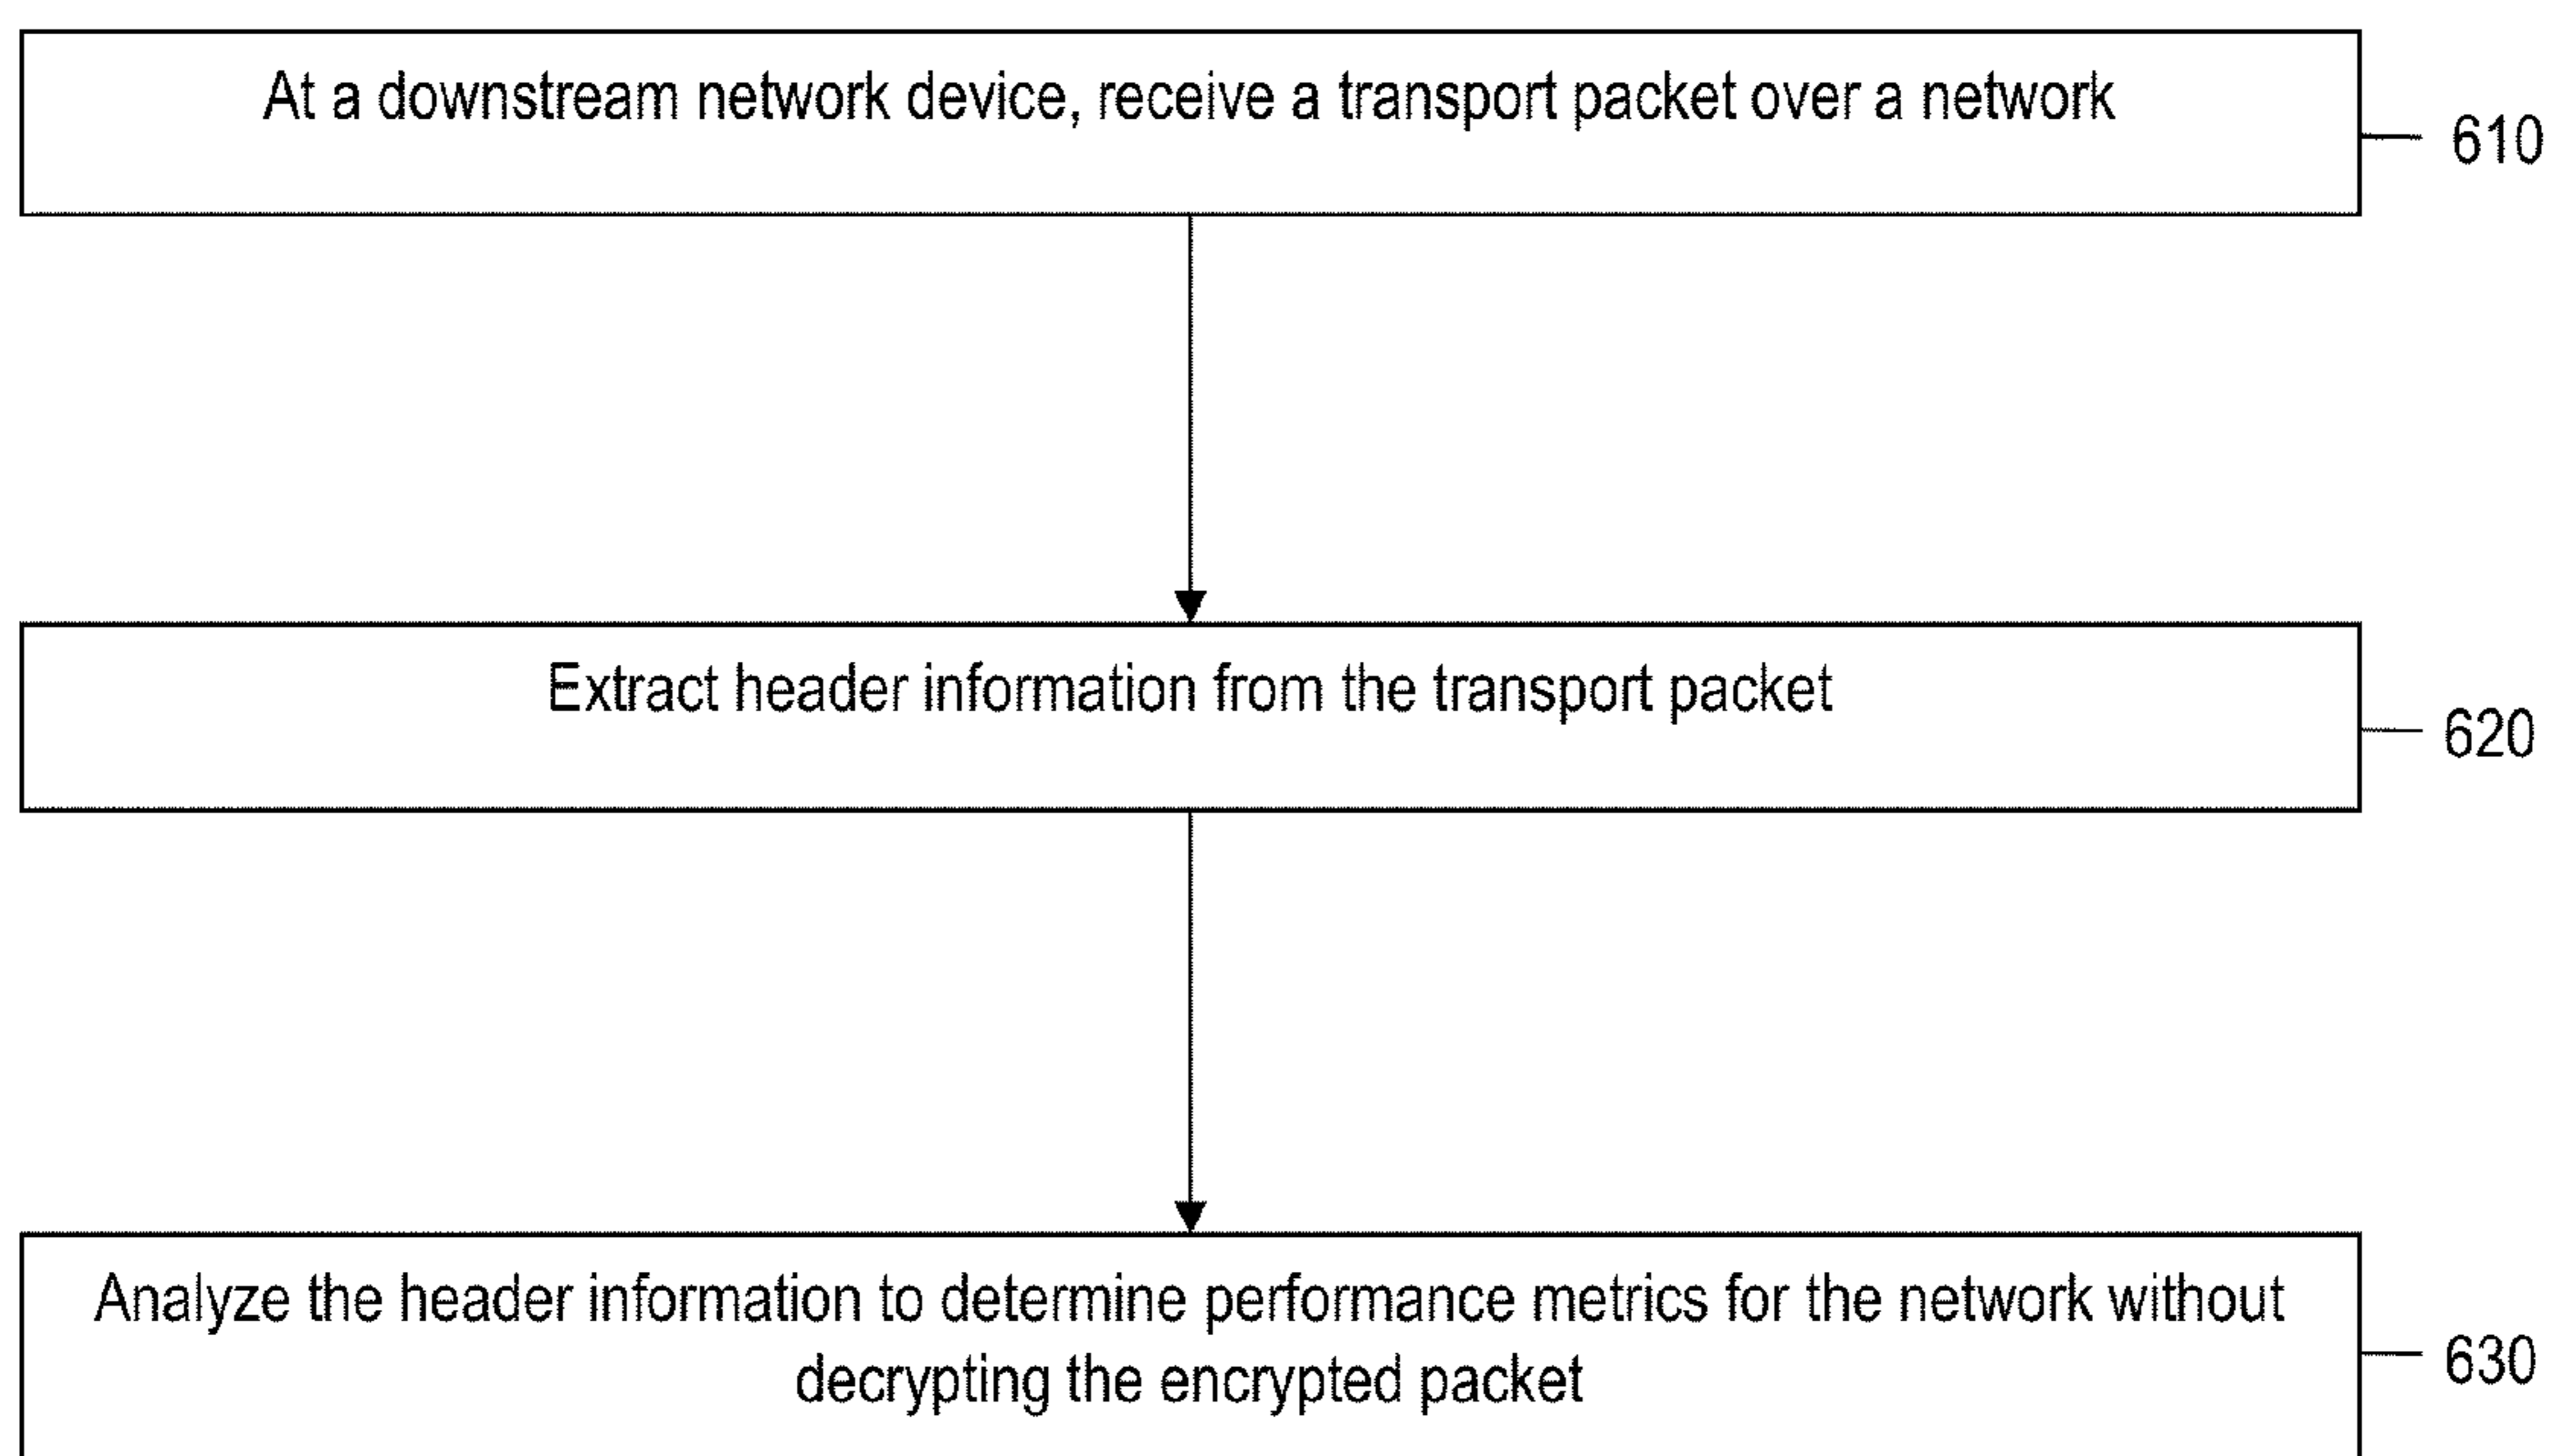 At a downstream network device, receive a transport packet over a network
610
Extract header information from the transport packet
620
Analyze the header information to determine performance metrics for the network without
decrypting the encrypted packet
630